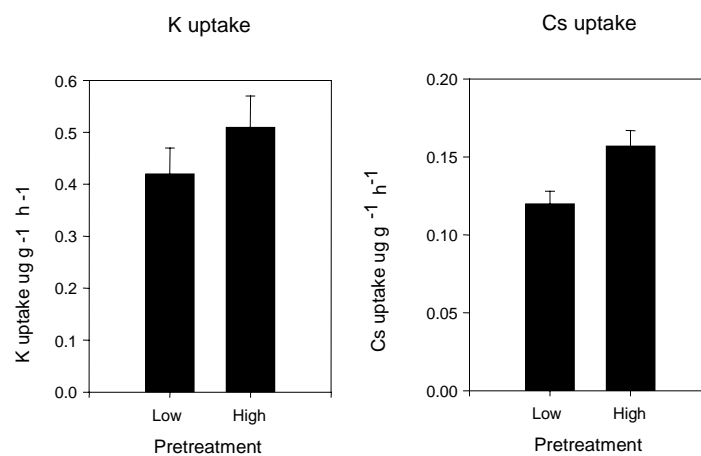 K uptake
K uptake ug g-1 h-1
0.6
0.5
0.4
0.3
0.2
0.1
0.0
Low High
Pretreatment
Cs uptake
Cs uptake ug g -1 h-1
0.20
0.15
0.10
0.05
0.00
Low High
Pretreatment